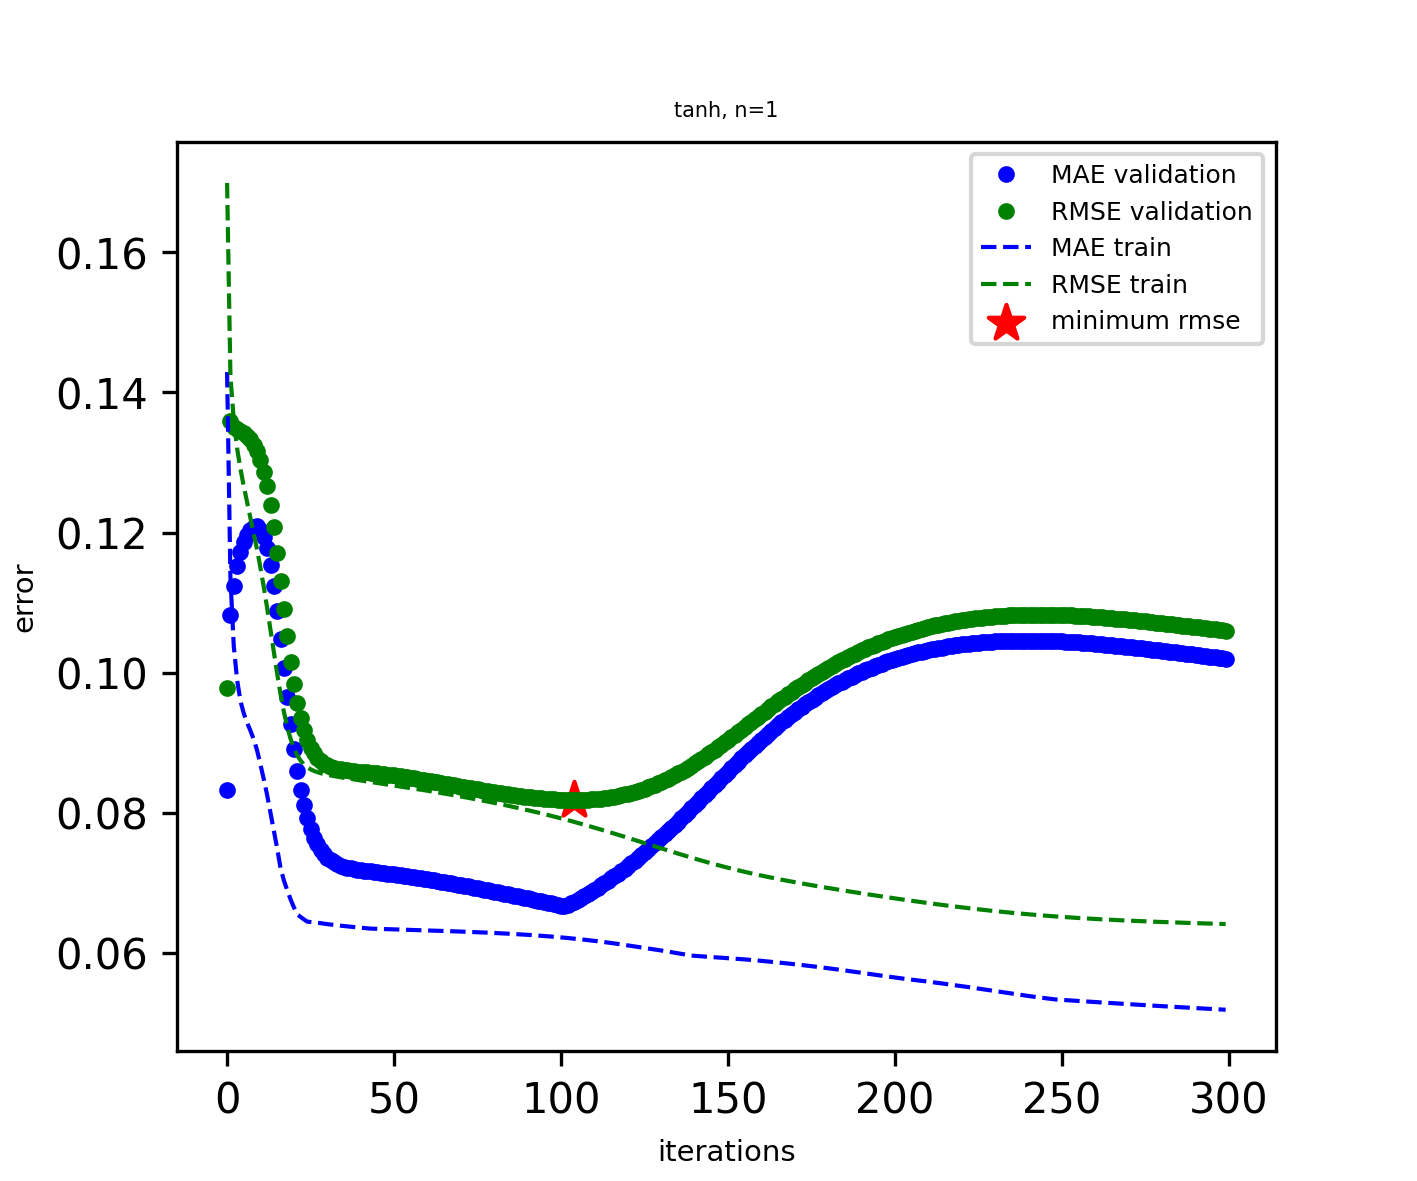 tanh, n=1
MAE validation
RMSE validation
MAE train
RMSE train
minimum rmse
0.16
0.14
0.12
0.10
0.08
0.06
error
0 50 100 150 200 250 300
iterations